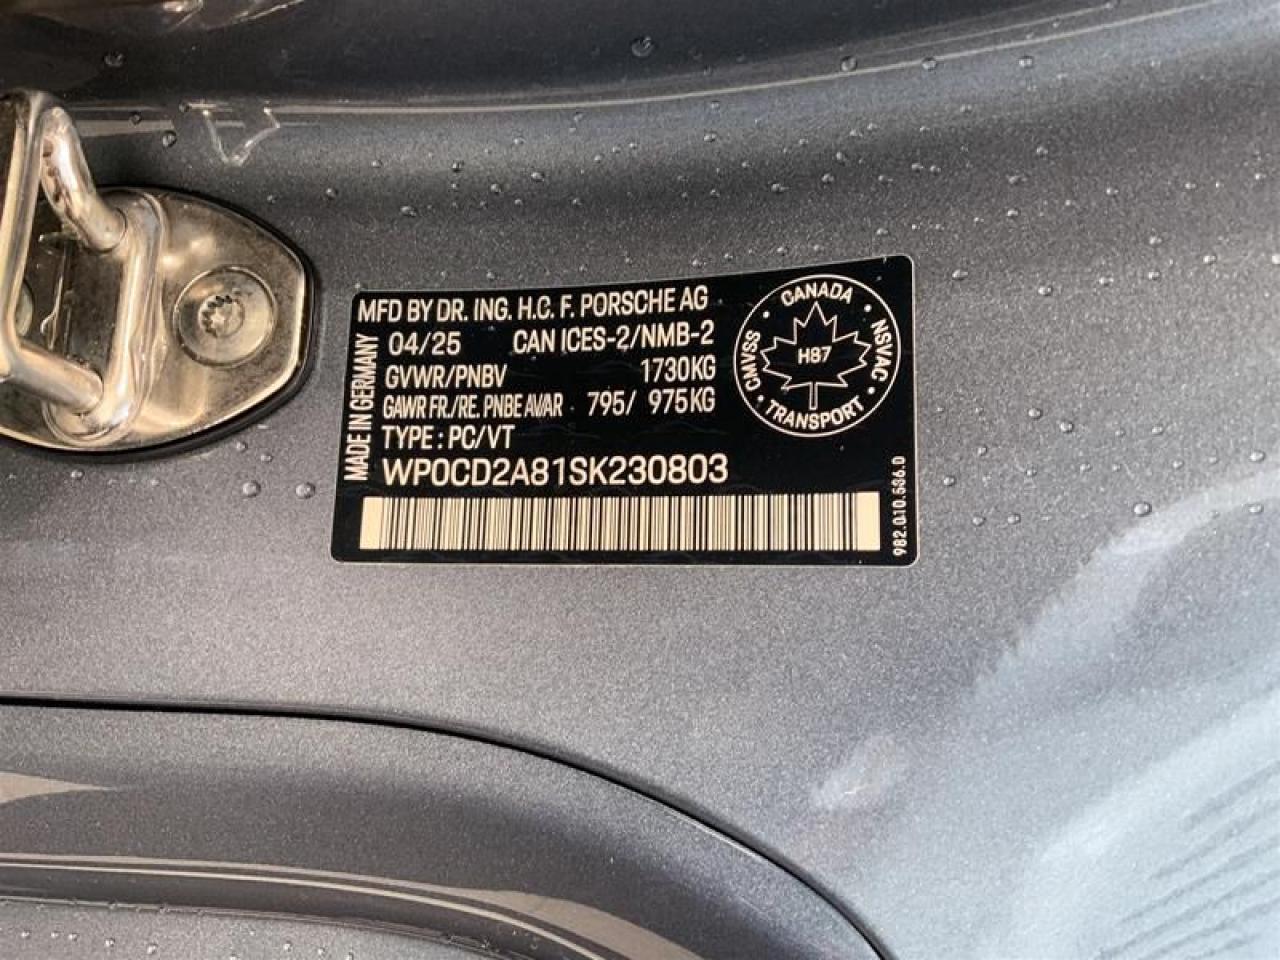 MFD BY DR. ING. H.C. F. PORSCHE AG
04/25 CAN ICES-2/NMB-2
GVWR/PNBV 1730KG
GAWR FR./RE. PNBE AV/AR 795/ 975KG
TYPE : PC/VT
WP0CD2A81SK230803
MADE IN GERMANY
CANADA
CMVSS
NSVAC
TRANSPORT
H87
982.010.536.0